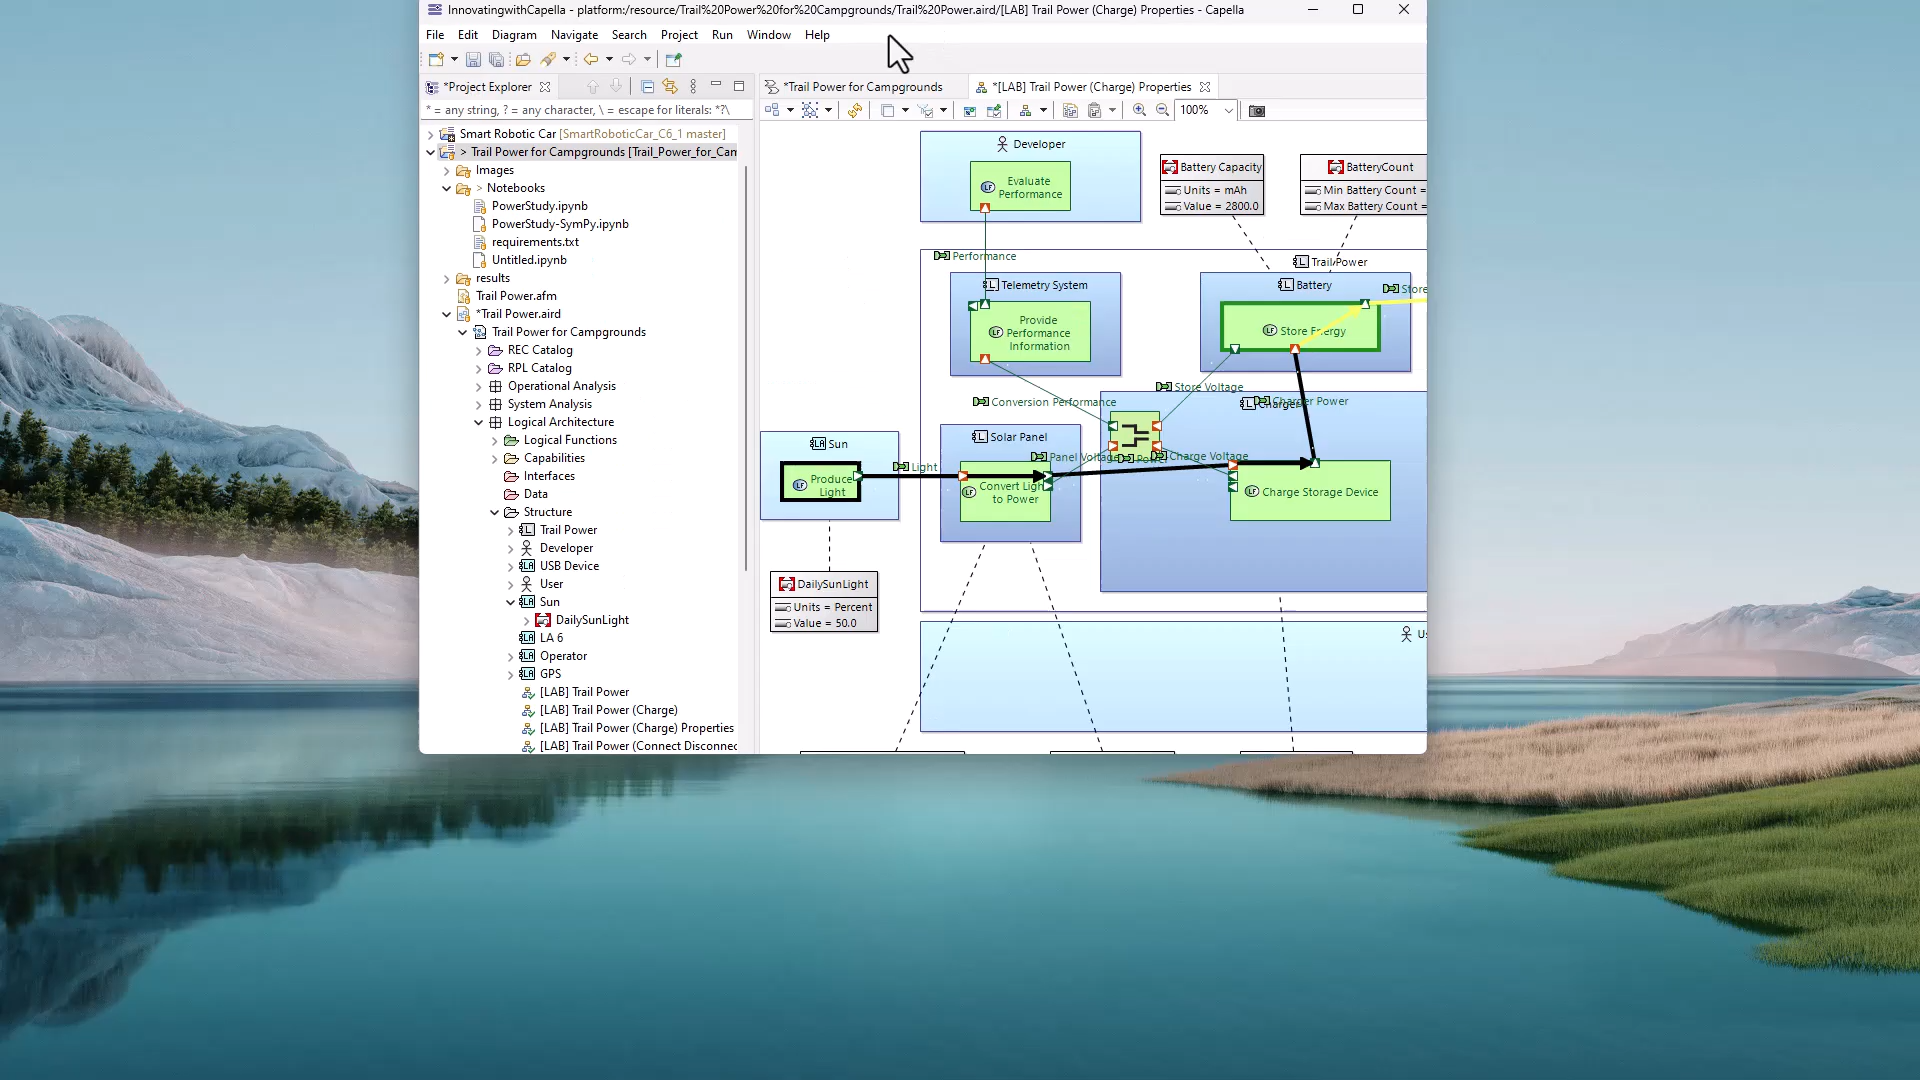 InnovatingwithCapella - platform:/resource/Trail%20Power%20for%20Campgrounds/Trail%20Power.aird/[LAB] Trail Power (Charge) Properties - Capella
File Edit Diagram Navigate Search Project Run Window Help
*Project Explorer
*Trail Power for Campgrounds
*[LAB] Trail Power (Charge) Properties
* = any string, ? = any character, \ = escape for literals: *?\
100%
Smart Robotic Car [SmartRoboticCar_C6_1 master]
> Trail Power for Campgrounds [Trail_Power_for_Cam
Images
> Notebooks
PowerStudy.ipynb
PowerStudy-SymPy.ipynb
requirements.txt
Untitled.ipynb
results
Trail Power.afm
*Trail Power.aird
Trail Power for Campgrounds
REC Catalog
RPL Catalog
Operational Analysis
System Analysis
Logical Architecture
Logical Functions
Capabilities
Interfaces
Data
Structure
Trail Power
Developer
USB Device
User
Sun
DailySunLight
LA 6
Operator
GPS
[LAB] Trail Power
[LAB] Trail Power (Charge)
[LAB] Trail Power (Charge) Properties
[LAB] Trail Power (Connect Disconnec
Developer
Evaluate
Performance
Battery Capacity
Units = mAh
Value = 2800.0
BatteryCount
Min Battery Count =
Max Battery Count =
Performance
Trail Power
Telemetry System
Provide
Performance
Information
Battery
Store
Store Energy
Store Voltage
Conversion Performance
Charger
Charger Power
Sun
Produce
Light
Light
Solar Panel
Panel Voltage
Power
Charge Voltage
Convert Light
to Power
Charge Storage Device
DailySunLight
Units = Percent
Value = 50.0
Us